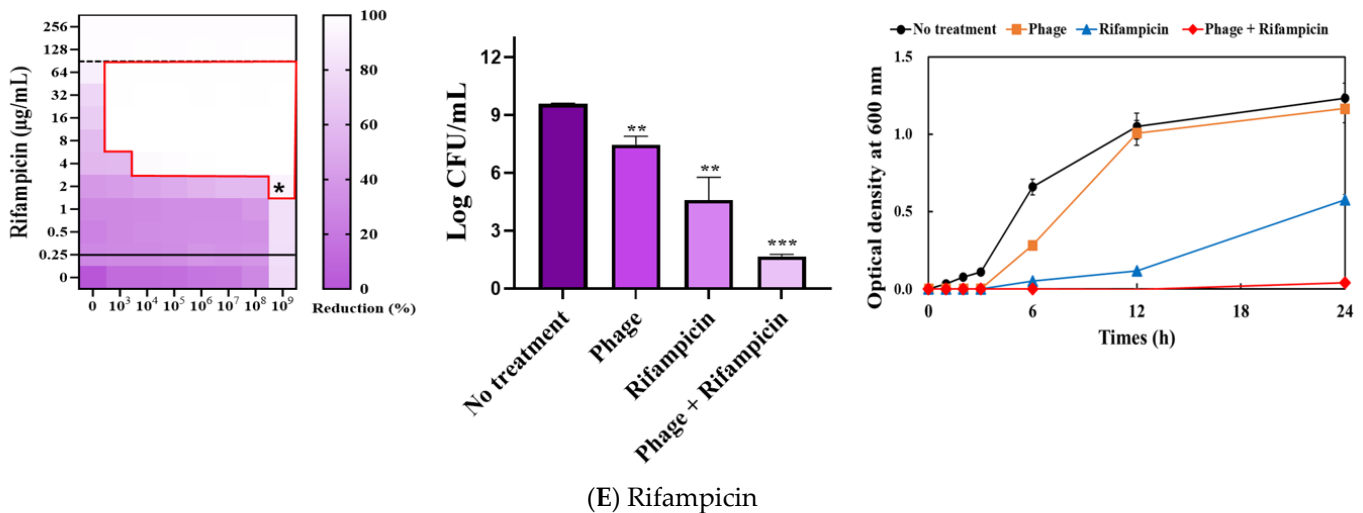 Rifampicin (µg/mL)
256
128
64
32
16
8
4
2
1
0.5
0.25
0
*
0 10³ 10⁴ 10⁵ 10⁶ 10⁷ 10⁸ 10⁹
100
80
60
40
20
0
Reduction (%)
Log CFU/mL
12
9
6
3
0
**
**
***
No treatment
Phage
Rifampicin
Phage + Rifampicin
No treatment Phage Rifampicin Phage + Rifampicin
Optical density at 600 nm
1.5
1.0
0.5
0.0
0 6 12 18 24
Times (h)
(E) Rifampicin